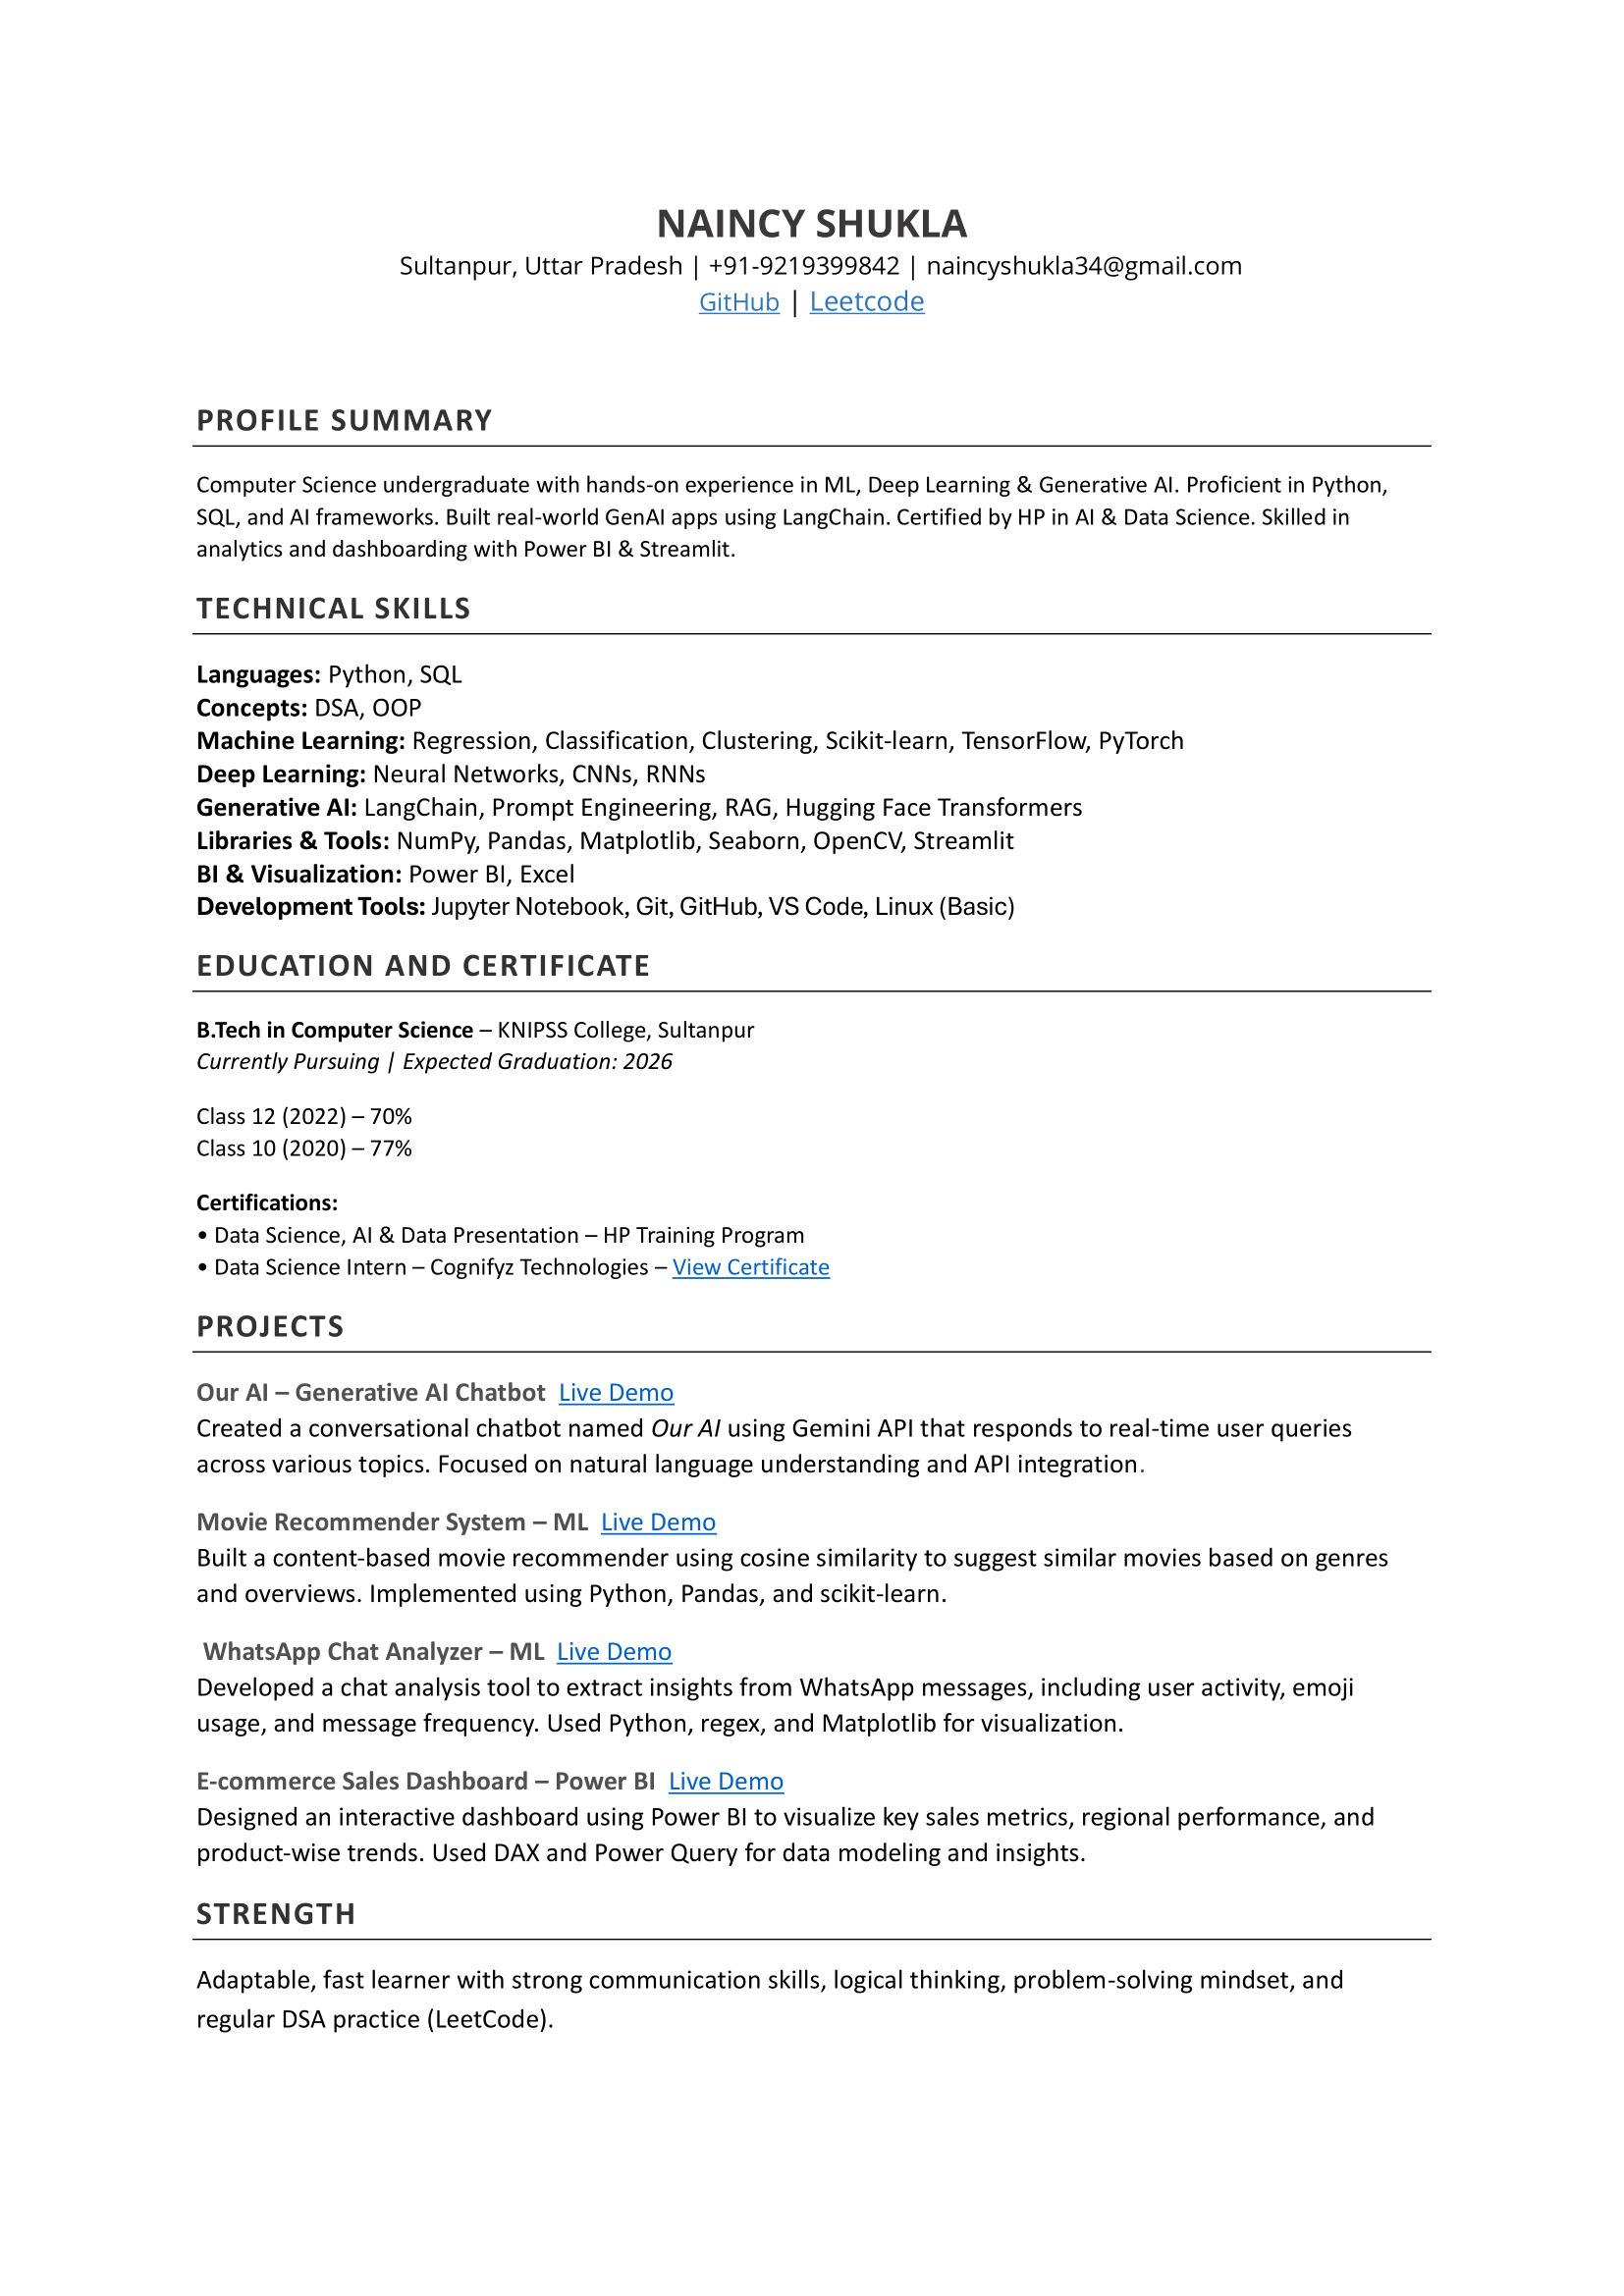 NAINCY SHUKLA
Sultanpur, Uttar Pradesh | +91-9219399842 | naincyshukla34@gmail.com
GitHub | Leetcode
PROFILE SUMMARY
Computer Science undergraduate with hands-on experience in ML, Deep Learning & Generative AI. Proficient in Python,
SQL, and AI frameworks. Built real-world GenAI apps using LangChain. Certified by HP in AI & Data Science. Skilled in
analytics and dashboarding with Power BI & Streamlit.
TECHNICAL SKILLS
Languages: Python, SQL
Concepts: DSA, OOP
Machine Learning: Regression, Classification, Clustering, Scikit-learn, TensorFlow, PyTorch
Deep Learning: Neural Networks, CNNs, RNNs
Generative AI: LangChain, Prompt Engineering, RAG, Hugging Face Transformers
Libraries & Tools: NumPy, Pandas, Matplotlib, Seaborn, OpenCV, Streamlit
BI & Visualization: Power BI, Excel
Development Tools: Jupyter Notebook, Git, GitHub, VS Code, Linux (Basic)
EDUCATION AND CERTIFICATE
B.Tech in Computer Science – KNIPSS College, Sultanpur
Currently Pursuing | Expected Graduation: 2026
Class 12 (2022) – 70%
Class 10 (2020) – 77%
Certifications:
• Data Science, AI & Data Presentation – HP Training Program
• Data Science Intern – Cognifyz Technologies – View Certificate
PROJECTS
Our AI – Generative AI Chatbot Live Demo
Created a conversational chatbot named Our AI using Gemini API that responds to real-time user queries
across various topics. Focused on natural language understanding and API integration.
Movie Recommender System – ML Live Demo
Built a content-based movie recommender using cosine similarity to suggest similar movies based on genres
and overviews. Implemented using Python, Pandas, and scikit-learn.
WhatsApp Chat Analyzer – ML Live Demo
Developed a chat analysis tool to extract insights from WhatsApp messages, including user activity, emoji
usage, and message frequency. Used Python, regex, and Matplotlib for visualization.
E-commerce Sales Dashboard – Power BI Live Demo
Designed an interactive dashboard using Power BI to visualize key sales metrics, regional performance, and
product-wise trends. Used DAX and Power Query for data modeling and insights.
STRENGTH
Adaptable, fast learner with strong communication skills, logical thinking, problem-solving mindset, and
regular DSA practice (LeetCode).